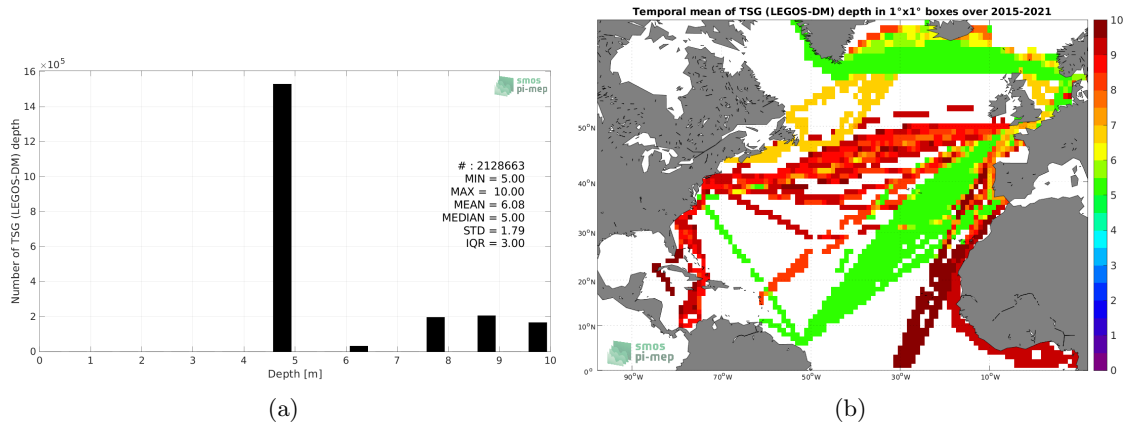 ×10⁵
16
14
12
10
8
6
4
2
0
Number of TSG (LEGOS-DM) depth
smos
pi-mep
# : 2128663
MIN = 5.00
MAX = 10.00
MEAN = 6.08
MEDIAN = 5.00
STD = 1.79
IQR = 3.00
0 1 2 3 4 5 6 7 8 9 10
Depth [m]
(a)
Temporal mean of TSG (LEGOS-DM) depth in 1°x1° boxes over 2015-2021
50°N
40°N
30°N
20°N
10°N
0°
90°W 70°W 50°W 30°W 10°W
smos
pi-mep
10
9
8
7
6
5
4
3
2
1
0
(b)